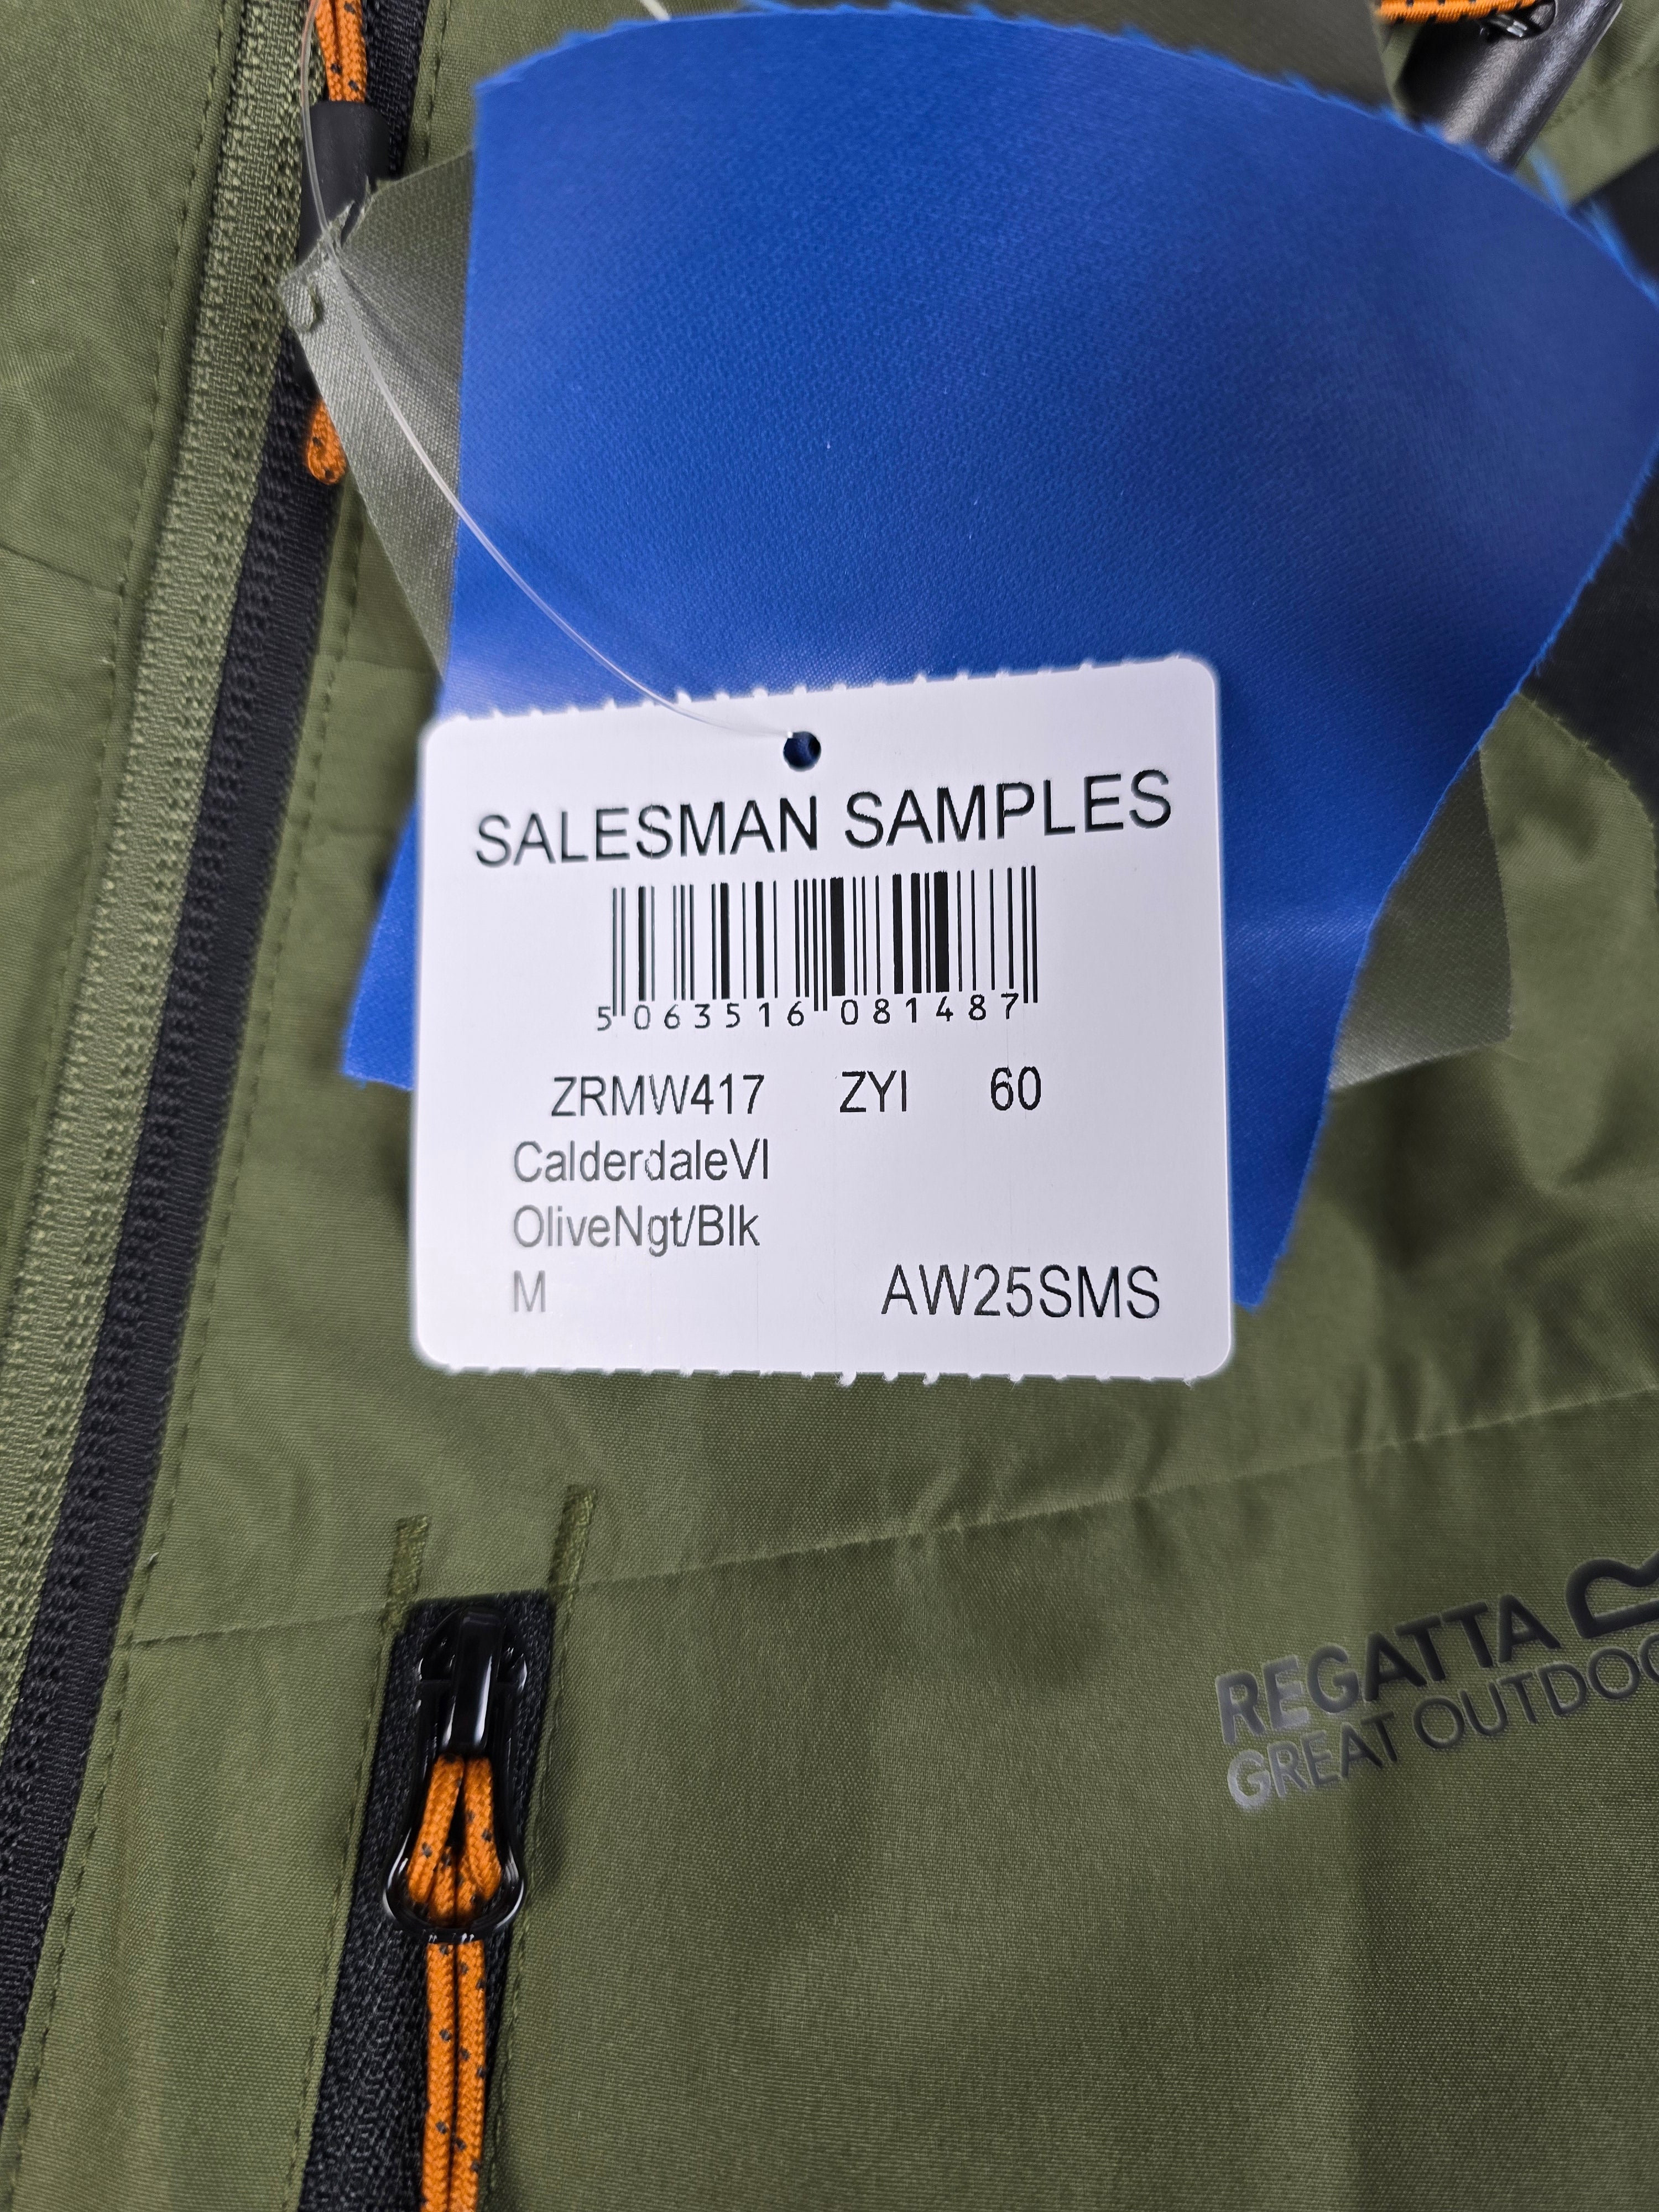 SALESMAN SAMPLES
5 063516 081487
ZRMW417 ZYI 60
CalderdaleVI
OliveNgt/Blk
M AW25SMS
REGATTA
GREAT OUTDOO